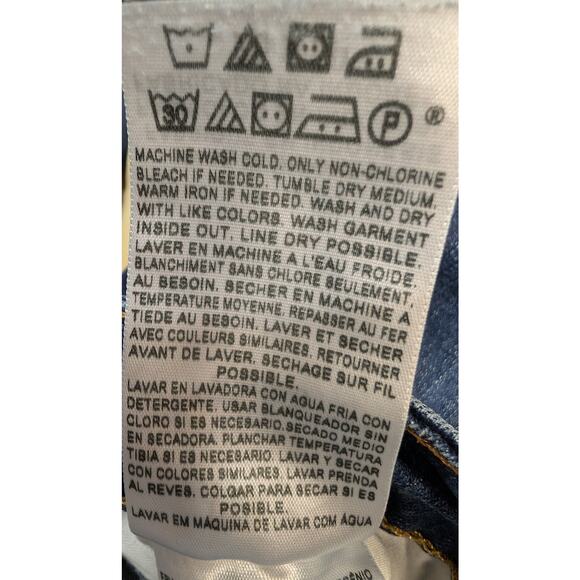 30 P ®
MACHINE WASH COLD. ONLY NON-CHLORINE
BLEACH IF NEEDED. TUMBLE DRY MEDIUM.
WARM IRON IF NEEDED. WASH AND DRY
WITH LIKE COLORS. WASH GARMENT
INSIDE OUT. LINE DRY POSSIBLE.
LAVER EN MACHINE A L'EAU FROIDE.
BLANCHIMENT SANS CHLORE SEULEMENT,
AU BESOIN. SECHER EN MACHINE A
TEMPERATURE MOYENNE. REPASSER AU FER
TIEDE AU BESOIN. LAVER ET SECHER
AVEC COULEURS SIMILAIRES. RETOURNER
AVANT DE LAVER. SECHAGE SUR FIL
POSSIBLE.
LAVAR EN LAVADORA CON AGUA FRIA CON
DETERGENTE. USAR BLANQUEADOR SIN
CLORO SI ES NECESARIO. SECADO MEDIO
EN SECADORA. PLANCHAR TEMPERATURA
TIBIA SI ES NECESARIO. LAVAR Y SECAR
CON COLORES SIMILARES. LAVAR PRENDA
AL REVES. COLGAR PARA SECAR SI ES
POSIBLE.
LAVAR EM MÁQUINA DE LAVAR COM ÁGUA